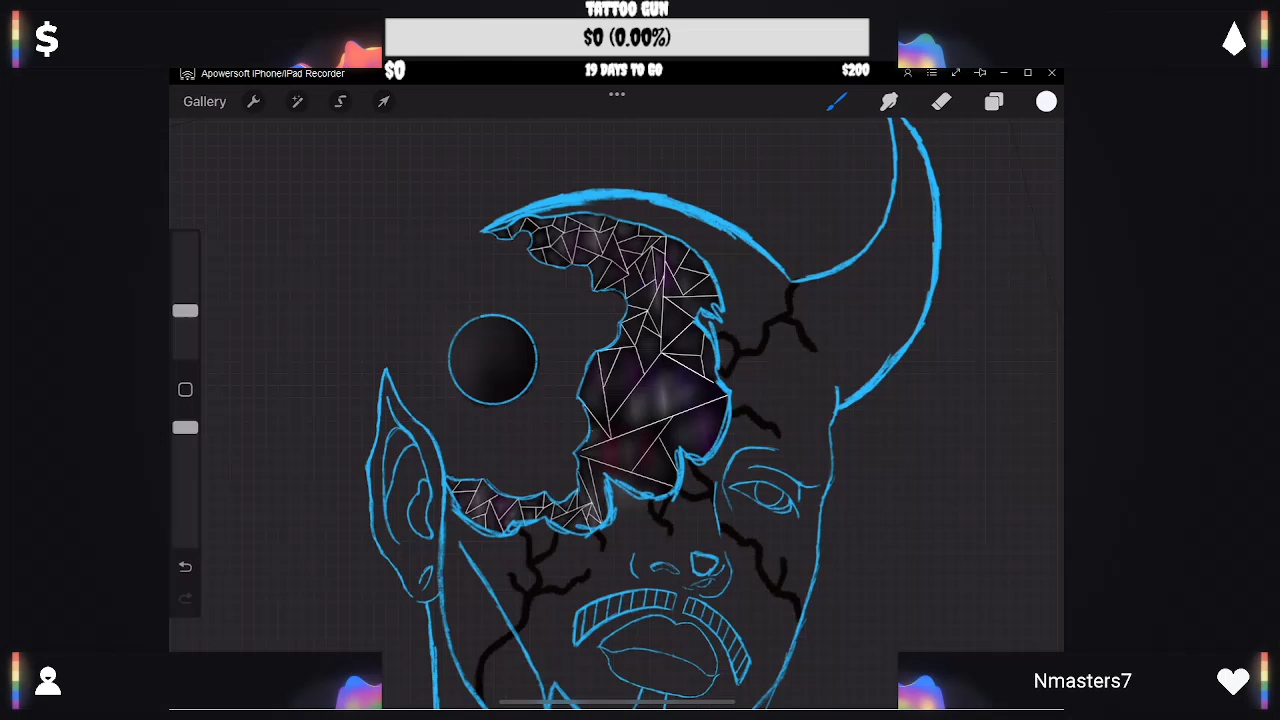 TATTOO GUN
$0 (0.00%)
$0 19 DAYS TO GO $200
Apowersoft iPhone/iPad Recorder
Gallery
Nmasters7